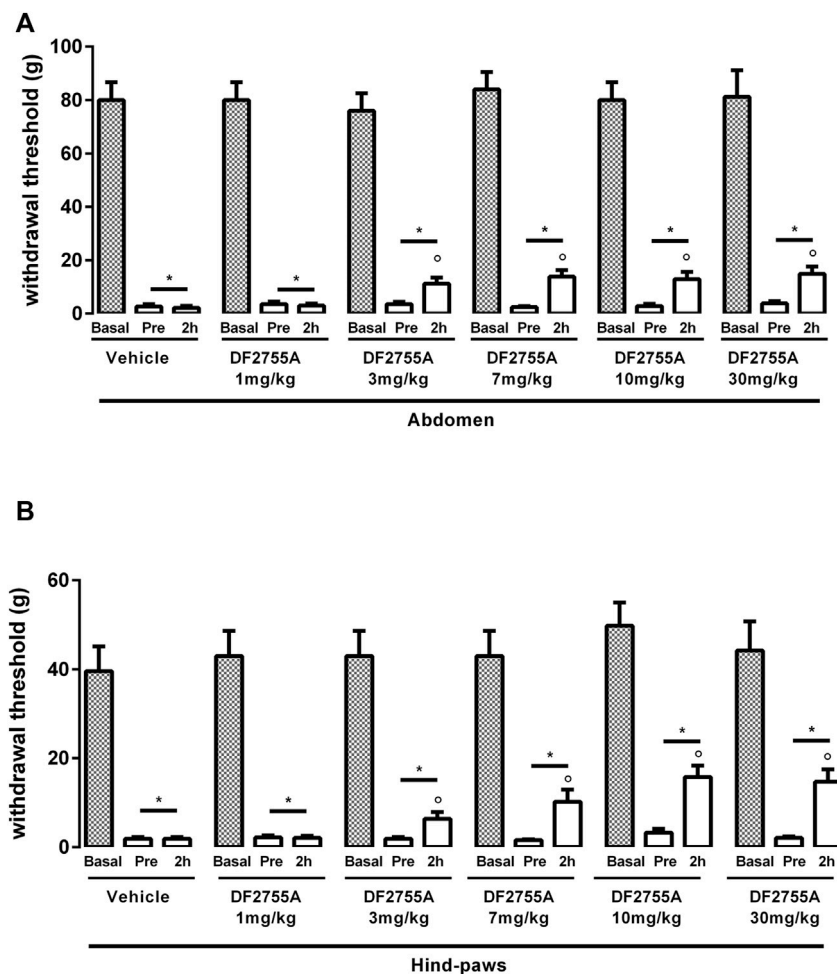 A
withdrawal threshold (g)
100
80
60
40
20
0
* * * * * *
° ° ° °
Basal Pre 2h Basal Pre 2h Basal Pre 2h Basal Pre 2h Basal Pre 2h Basal Pre 2h
Vehicle DF2755A DF2755A DF2755A DF2755A DF2755A
1mg/kg 3mg/kg 7mg/kg 10mg/kg 30mg/kg
Abdomen
B
withdrawal threshold (g)
60
40
20
0
* * * * * *
° ° ° °
Basal Pre 2h Basal Pre 2h Basal Pre 2h Basal Pre 2h Basal Pre 2h Basal Pre 2h
Vehicle DF2755A DF2755A DF2755A DF2755A DF2755A
1mg/kg 3mg/kg 7mg/kg 10mg/kg 30mg/kg
Hind-paws